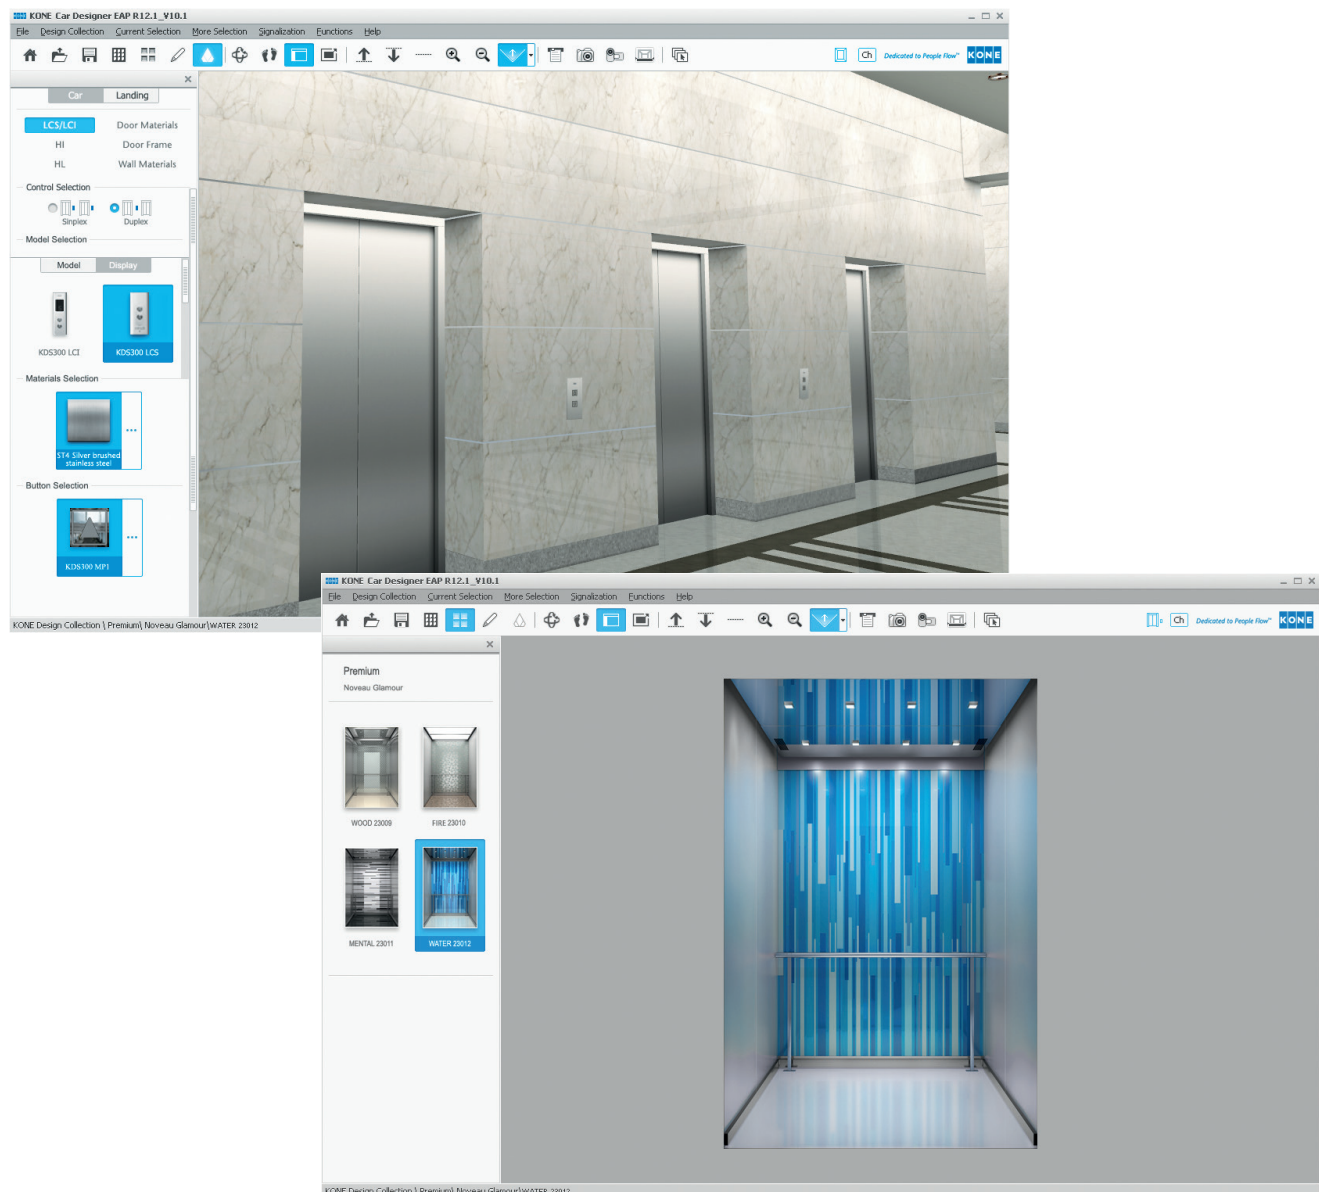 KONE Car Designer EAP R12.1_V10.1
File Design Collection Current Selection More Selection Signalization Functions Help
Ch Dedicated to People Flow™ KONE
Car Landing
LCS/LCI Door Materials
HI Door Frame
HL Wall Materials
Control Selection
Sinplex Duplex
Model Selection
Model Display
KDS300 LCI KDS300 LCS
Materials Selection
ST4 Silver brushed
stainless steel
Button Selection
KDS300 MP1
KONE Design Collection \ Premium\ Noveau Glamour\WATER 23012
KONE Car Designer EAP R12.1_V10.1
File Design Collection Current Selection More Selection Signalization Functions Help
Ch Dedicated to People Flow™ KONE
Premium
Noveau Glamour
WOOD 23009 FIRE 23010
MENTAL 23011 WATER 23012
KONE Design Collection \ Premium\ Noveau Glamour\WATER 23012